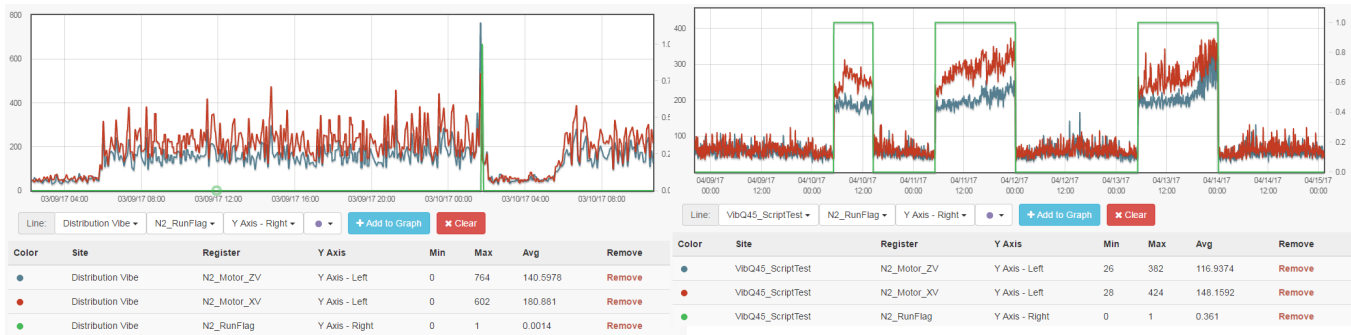 800
600
400
200
0
1.0
0.7
0.5
0.2
0.0
03/09/17 04:00 03/09/17 08:00 03/09/17 12:00 03/09/17 16:00 03/09/17 20:00 03/10/17 00:00 03/10/17 04:00 03/10/17 08:00
Line: Distribution Vibe N2_RunFlag Y Axis - Right + Add to Graph × Clear
Color Site Register Y Axis Min Max Avg Remove
Distribution Vibe N2_Motor_ZV Y Axis - Left 0 764 140.5978 Remove
Distribution Vibe N2_Motor_XV Y Axis - Left 0 602 180.881 Remove
Distribution Vibe N2_RunFlag Y Axis - Right 0 1 0.0014 Remove
400
300
200
100
1.0
0.8
0.6
0.4
0.2
0.0
04/09/17 04/09/17 04/10/17 04/10/17 04/11/17 04/11/17 04/12/17 04/12/17 04/13/17 04/13/17 04/14/17 04/14/17 04/15/17
00:00 12:00 00:00 12:00 00:00 12:00 00:00 12:00 00:00 12:00 00:00 12:00 00:00
Line: VibQ45_ScriptTest N2_RunFlag Y Axis - Right + Add to Graph × Clear
Color Site Register Y Axis Min Max Avg Remove
VibQ45_ScriptTest N2_Motor_ZV Y Axis - Left 26 382 116.9374 Remove
VibQ45_ScriptTest N2_Motor_XV Y Axis - Left 28 424 148.1592 Remove
VibQ45_ScriptTest N2_RunFlag Y Axis - Right 0 1 0.361 Remove